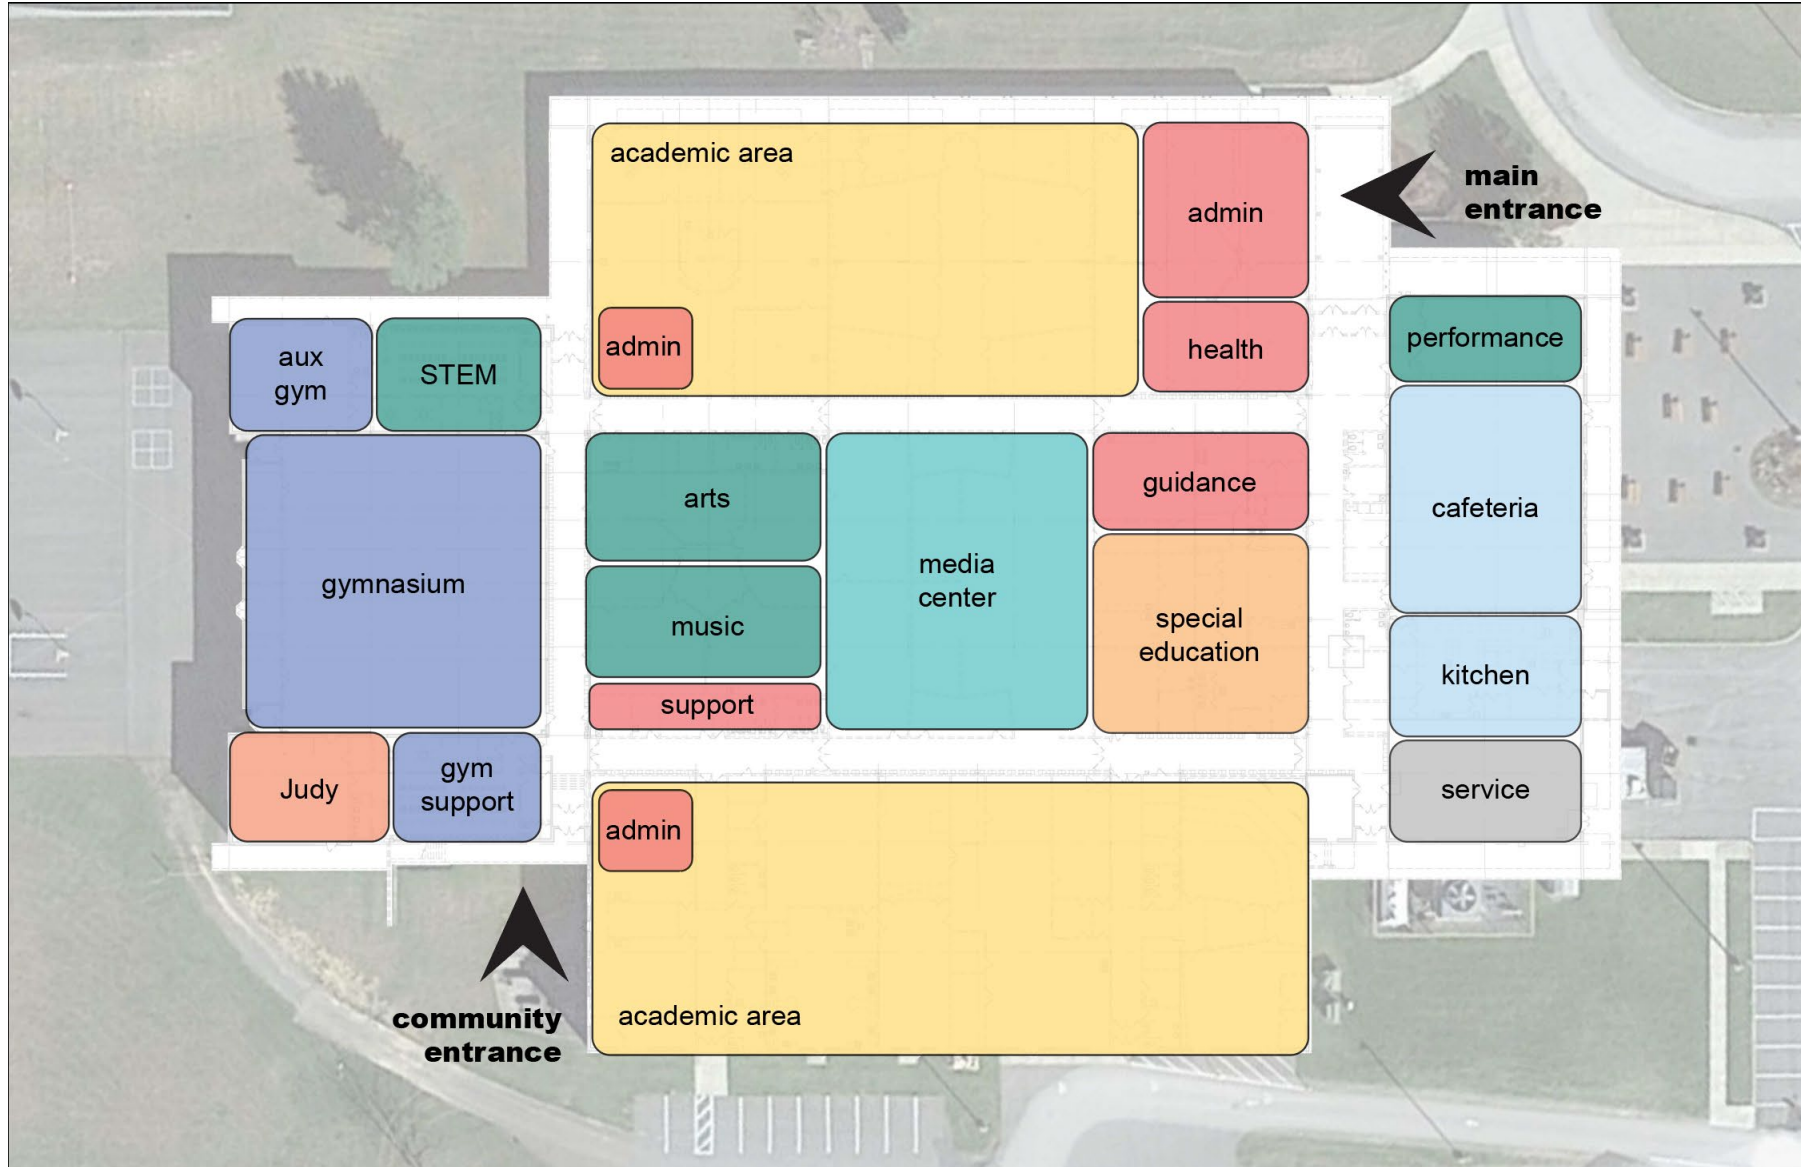 academic area
admin
main
entrance
admin
health
performance
aux
gym
STEM
gymnasium
arts
music
support
media
center
guidance
special
education
cafeteria
kitchen
service
Judy
gym
support
admin
academic area
community
entrance